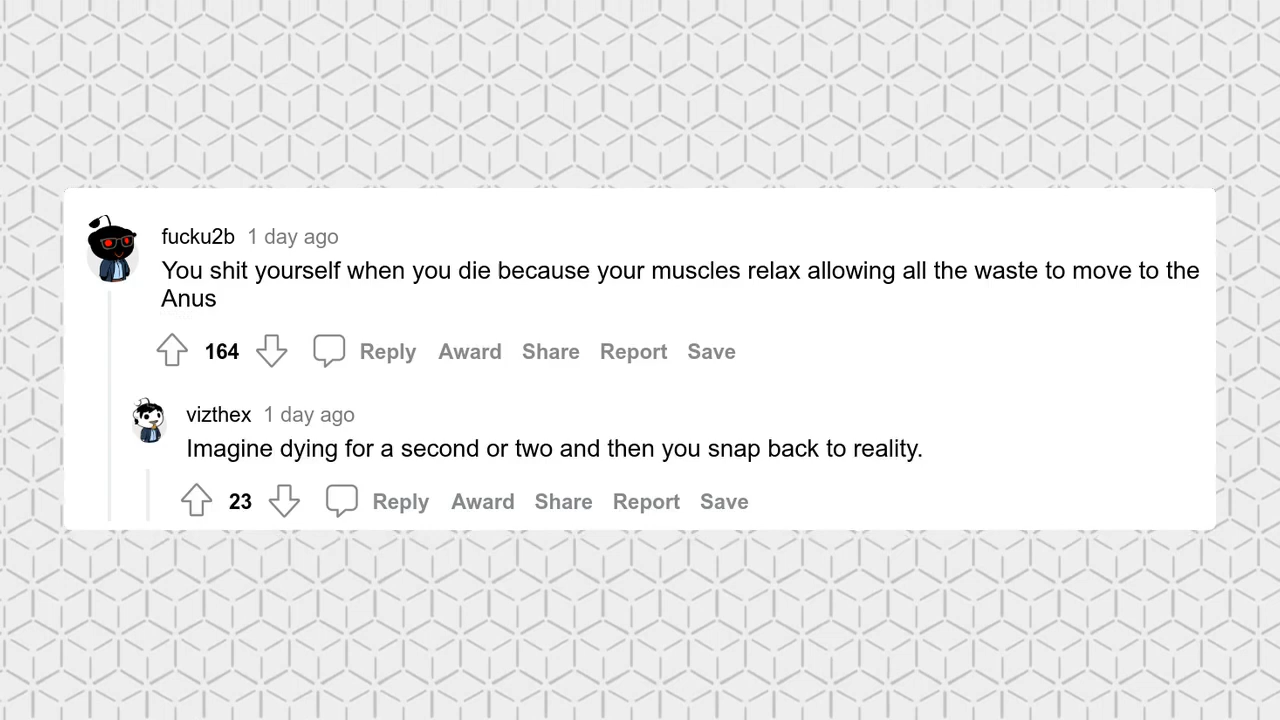 fucku2b 1 day ago
You shit yourself when you die because your muscles relax allowing all the waste to move to the
Anus
164 Reply Award Share Report Save
vizthex 1 day ago
Imagine dying for a second or two and then you snap back to reality.
23 Reply Award Share Report Save